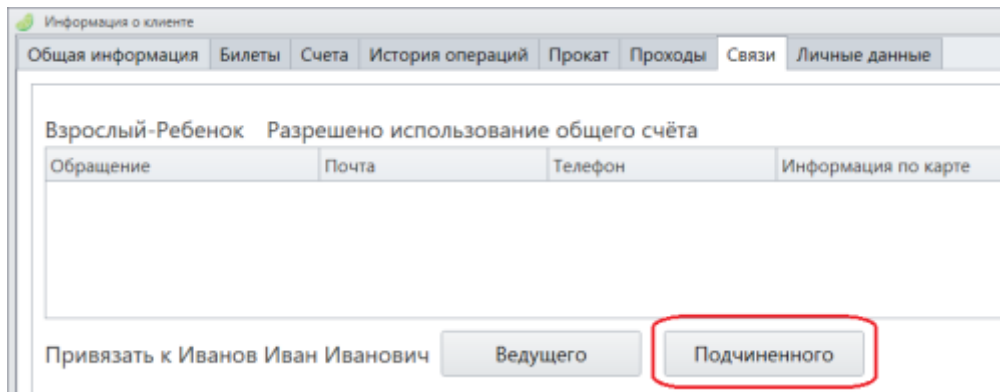 Информация о клиенте
Общая информация Билеты Счета История операций Прокат Проходы Связи Личные данные
Взрослый-Ребенок Разрешено использование общего счёта
Обращение Почта Телефон Информация по карте
Привязать к Иванов Иван Иванович Ведущего Подчиненного